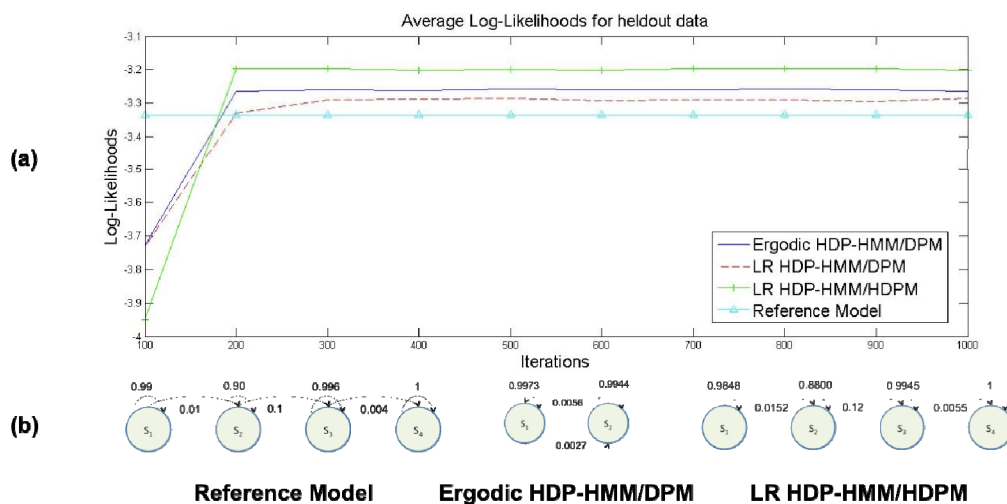 Average Log-Likelihoods for heldout data
(a)
Log-Likelihoods
-3.1
-3.2
-3.3
-3.4
-3.5
-3.6
-3.7
-3.8
-3.9
-4
Ergodic HDP-HMM/DPM
LR HDP-HMM/DPM
LR HDP-HMM/HDPM
Reference Model
100 200 300 400 500 600 700 800 900 1000
Iterations
(b)
0.99 0.90 0.996 1
0.01 0.1 0.004
S1 S2 S3 S4
0.9973 0.9944
0.0056
S1 S2
0.0027
0.9848 0.8800 0.9945 1
0.0152 0.12 0.0055
S1 S2 S3 S4
Reference Model Ergodic HDP-HMM/DPM LR HDP-HMM/HDPM